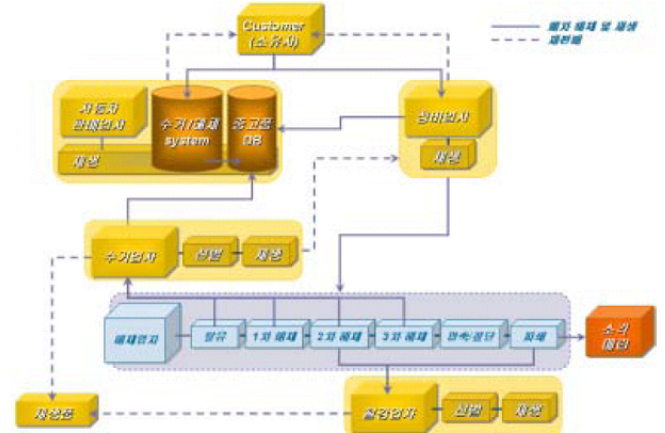 Customer
(소유자)
폐차 해체 및 재생
재판매
자동차
판매업자
수거/해체
system
중고품
DB
정비업자
재생
재생
수거업자
선별
재생
해체업자
탈유
1차 해체
2차 해체
3차 해체
압축/절단
파쇄
소각
매립
재생품
선별
재생